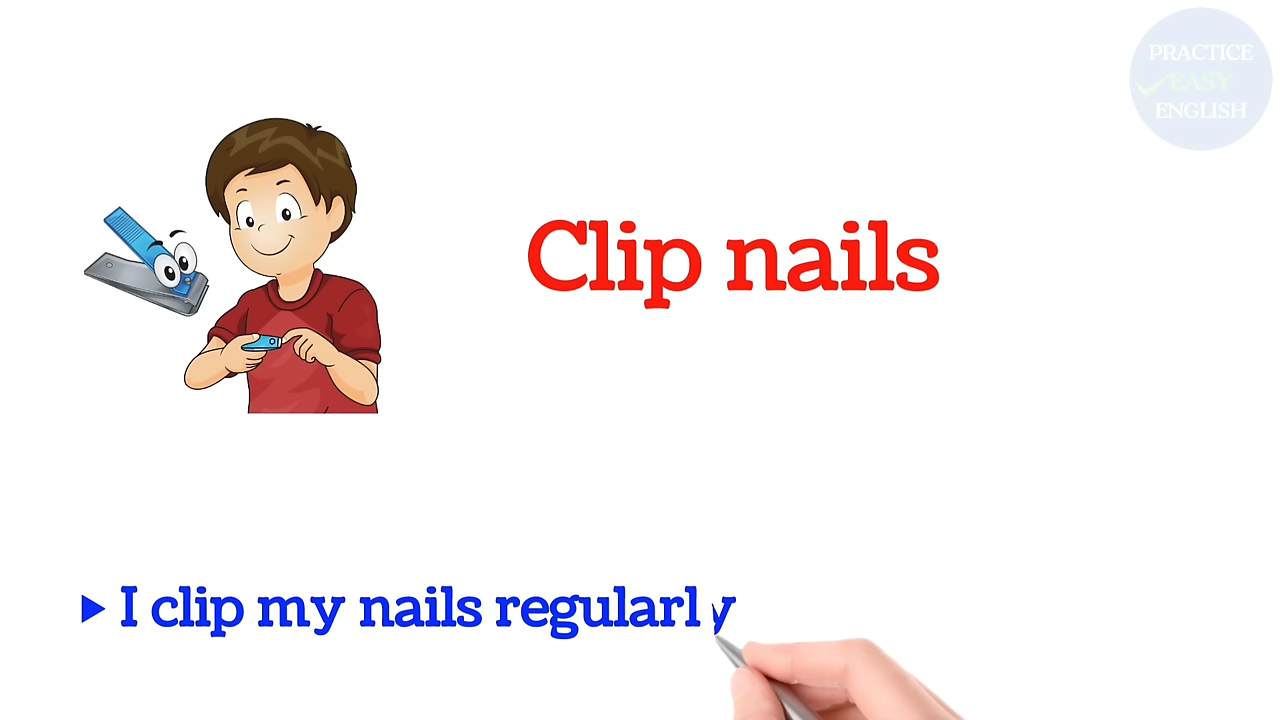 PRACTICE
EASY
ENGLISH
Clip nails
I clip my nails regularly